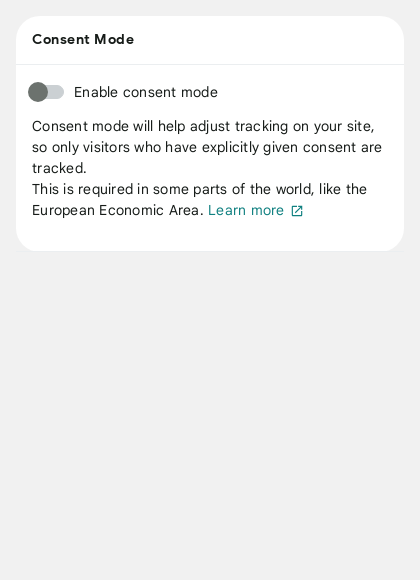 Consent Mode
Enable consent mode
Consent mode will help adjust tracking on your site,
so only visitors who have explicitly given consent are
tracked.
This is required in some parts of the world, like the
European Economic Area. Learn more